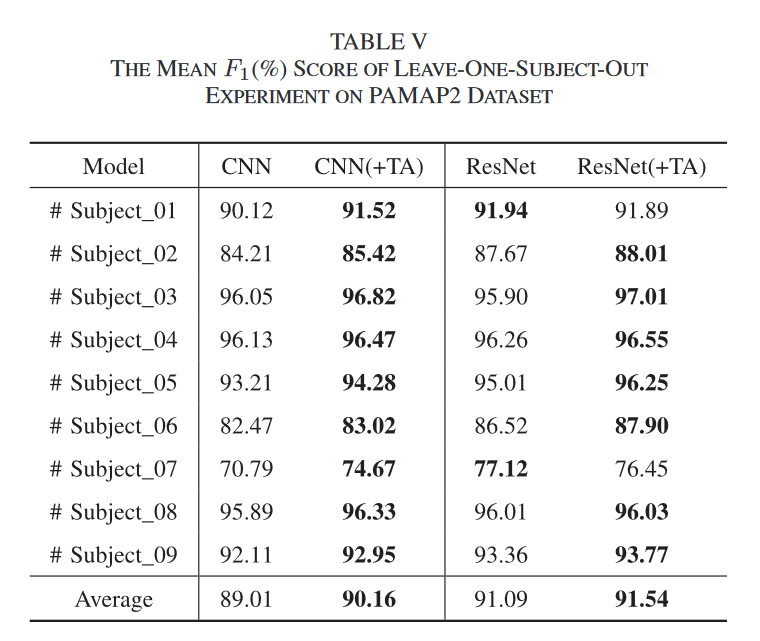 TABLE V
THE MEAN F1(%) SCORE OF LEAVE-ONE-SUBJECT-OUT
EXPERIMENT ON PAMAP2 DATASET
Model CNN CNN(+TA) ResNet ResNet(+TA)
# Subject_01 90.12 91.52 91.94 91.89
# Subject_02 84.21 85.42 87.67 88.01
# Subject_03 96.05 96.82 95.90 97.01
# Subject_04 96.13 96.47 96.26 96.55
# Subject_05 93.21 94.28 95.01 96.25
# Subject_06 82.47 83.02 86.52 87.90
# Subject_07 70.79 74.67 77.12 76.45
# Subject_08 95.89 96.33 96.01 96.03
# Subject_09 92.11 92.95 93.36 93.77
Average 89.01 90.16 91.09 91.54